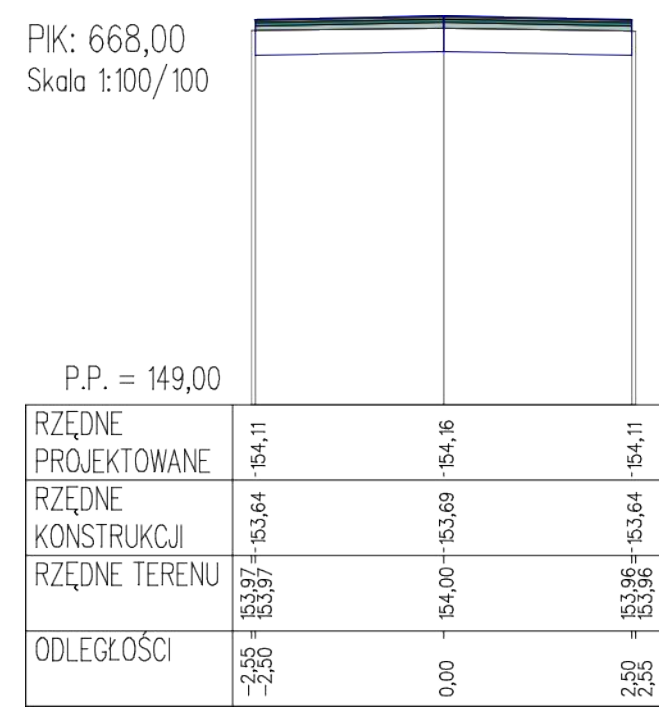 PIK: 668,00
Skala 1:100/100
P.P. = 149,00
RZĘDNE
PROJEKTOWANE
-154,11
-154,16
-154,11
RZĘDNE
KONSTRUKCJI
-153,64
-153,69
-153,64
RZĘDNE TERENU
153,97
153,97
154,00
153,96
153,96
ODLEGŁOŚCI
-2,55
-2,50
0,00
2,50
2,55